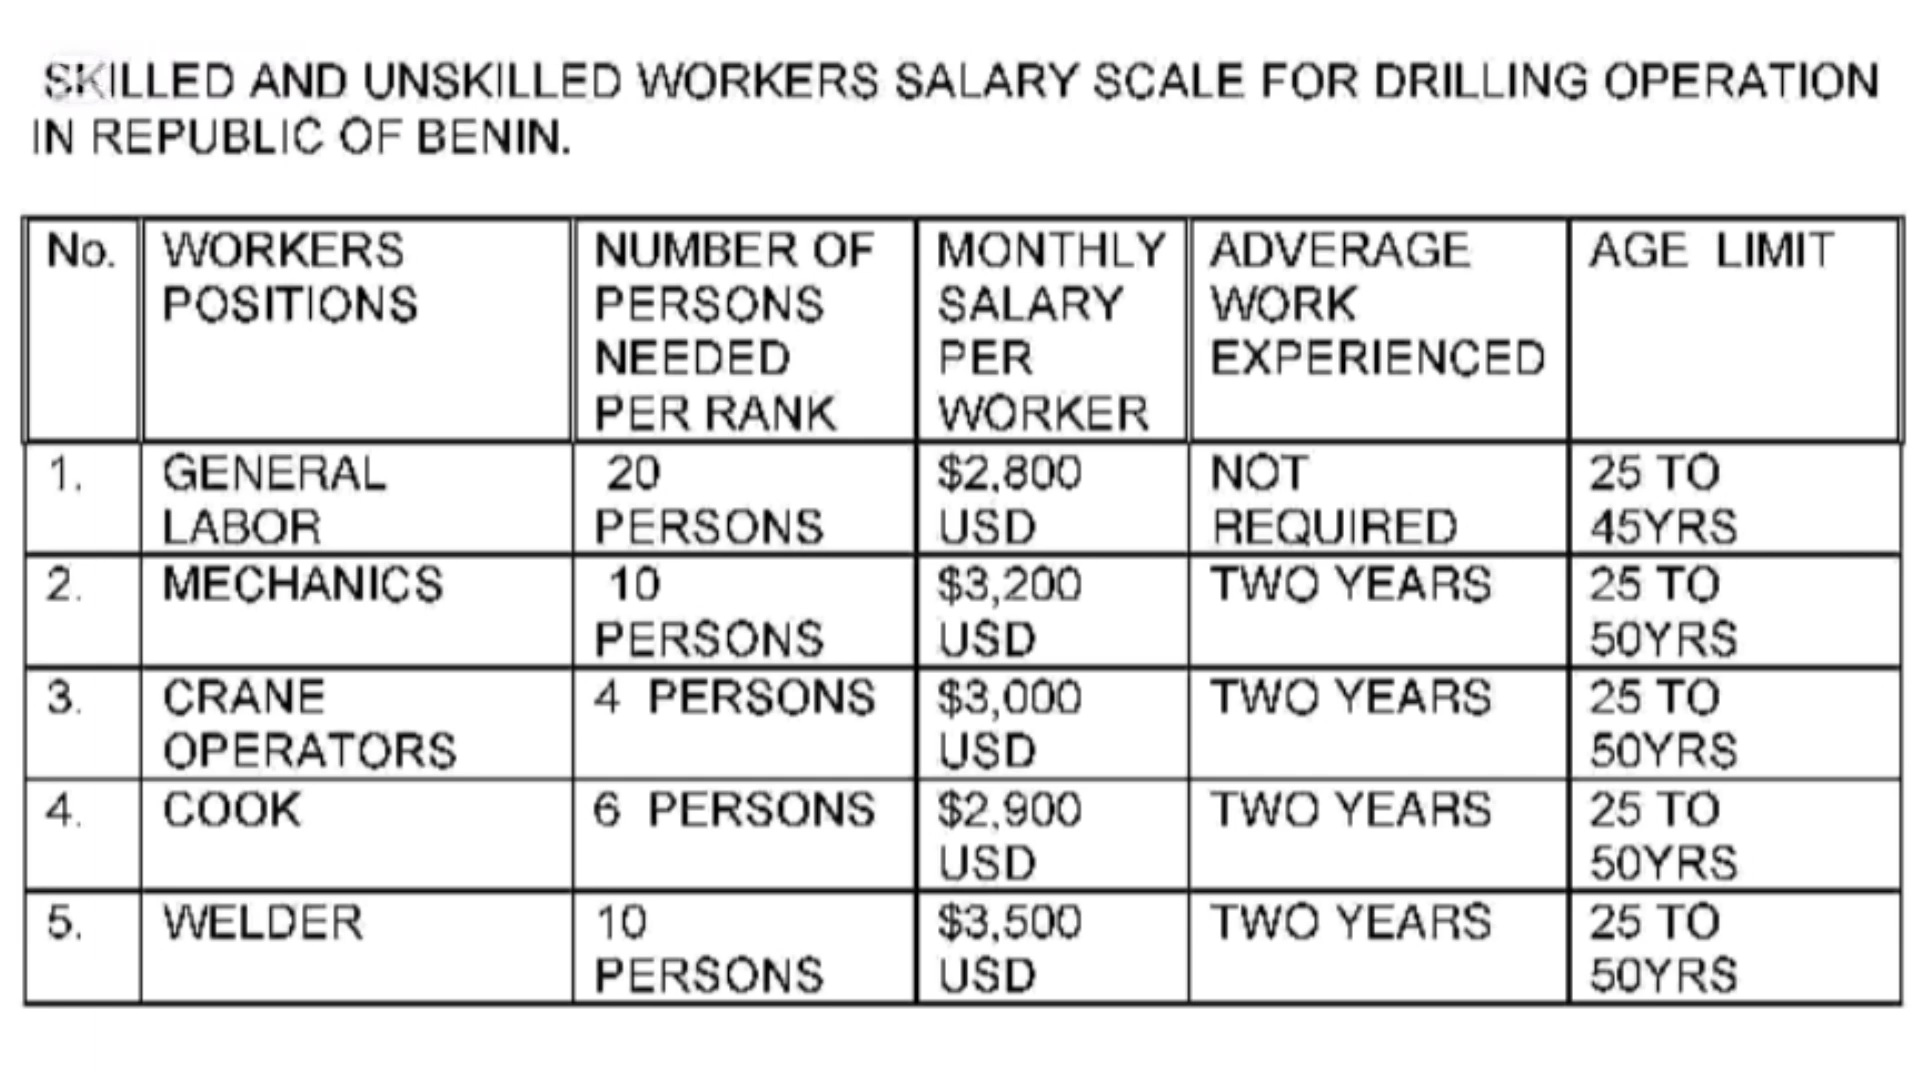 SKILLED AND UNSKILLED WORKERS SALARY SCALE FOR DRILLING OPERATION
IN REPUBLIC OF BENIN.
No.
WORKERS
POSITIONS
NUMBER OF
PERSONS
NEEDED
PER RANK
MONTHLY
SALARY
PER
WORKER
ADVERAGE
WORK
EXPERIENCED
AGE LIMIT
1.
GENERAL
LABOR
20
PERSONS
$2,800
USD
NOT
REQUIRED
25 TO
45YRS
2.
MECHANICS
10
PERSONS
$3,200
USD
TWO YEARS
25 TO
50YRS
3.
CRANE
OPERATORS
4 PERSONS
$3,000
USD
TWO YEARS
25 TO
50YRS
4.
COOK
6 PERSONS
$2,900
USD
TWO YEARS
25 TO
50YRS
5.
WELDER
10
PERSONS
$3,500
USD
TWO YEARS
25 TO
50YRS